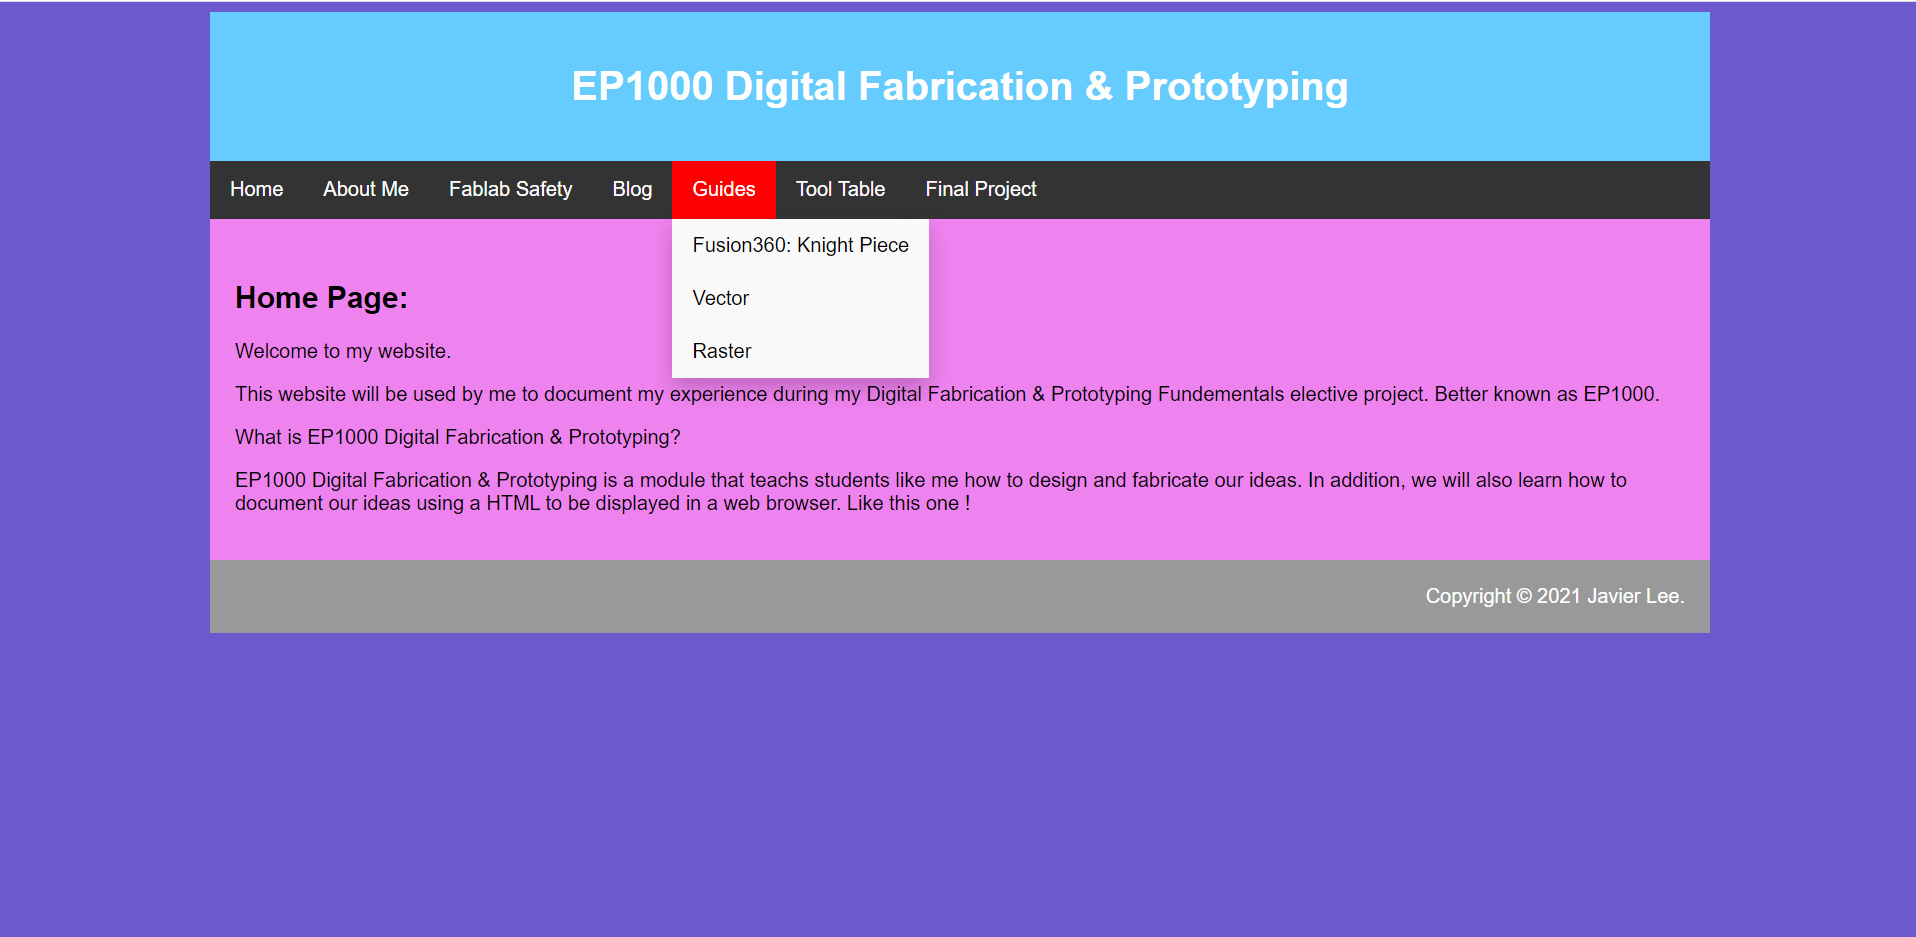 EP1000 Digital Fabrication & Prototyping
Home About Me Fablab Safety Blog Guides Tool Table Final Project
Fusion360: Knight Piece
Vector
Raster
Home Page:
Welcome to my website.
This website will be used by me to document my experience during my Digital Fabrication & Prototyping Fundementals elective project. Better known as EP1000.
What is EP1000 Digital Fabrication & Prototyping?
EP1000 Digital Fabrication & Prototyping is a module that teachs students like me how to design and fabricate our ideas. In addition, we will also learn how to
document our ideas using a HTML to be displayed in a web browser. Like this one !
Copyright © 2021 Javier Lee.